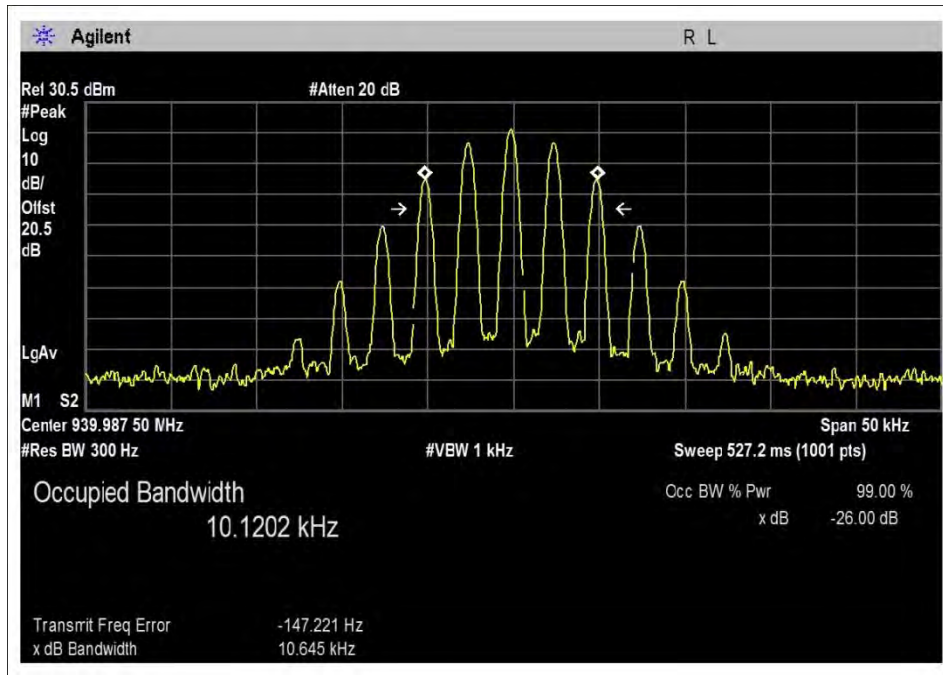 Agilent
R L
Ref 30.5 dBm #Atten 20 dB
#Peak
Log
10
dB/
Offst
20.5
dB
LgAv
M1 S2
Center 939.987 50 MHz Span 50 kHz
#Res BW 300 Hz #VBW 1 kHz Sweep 527.2 ms (1001 pts)
Occupied Bandwidth
10.1202 kHz
Occ BW % Pwr 99.00 %
x dB -26.00 dB
Transmit Freq Error -147.221 Hz
x dB Bandwidth 10.645 kHz